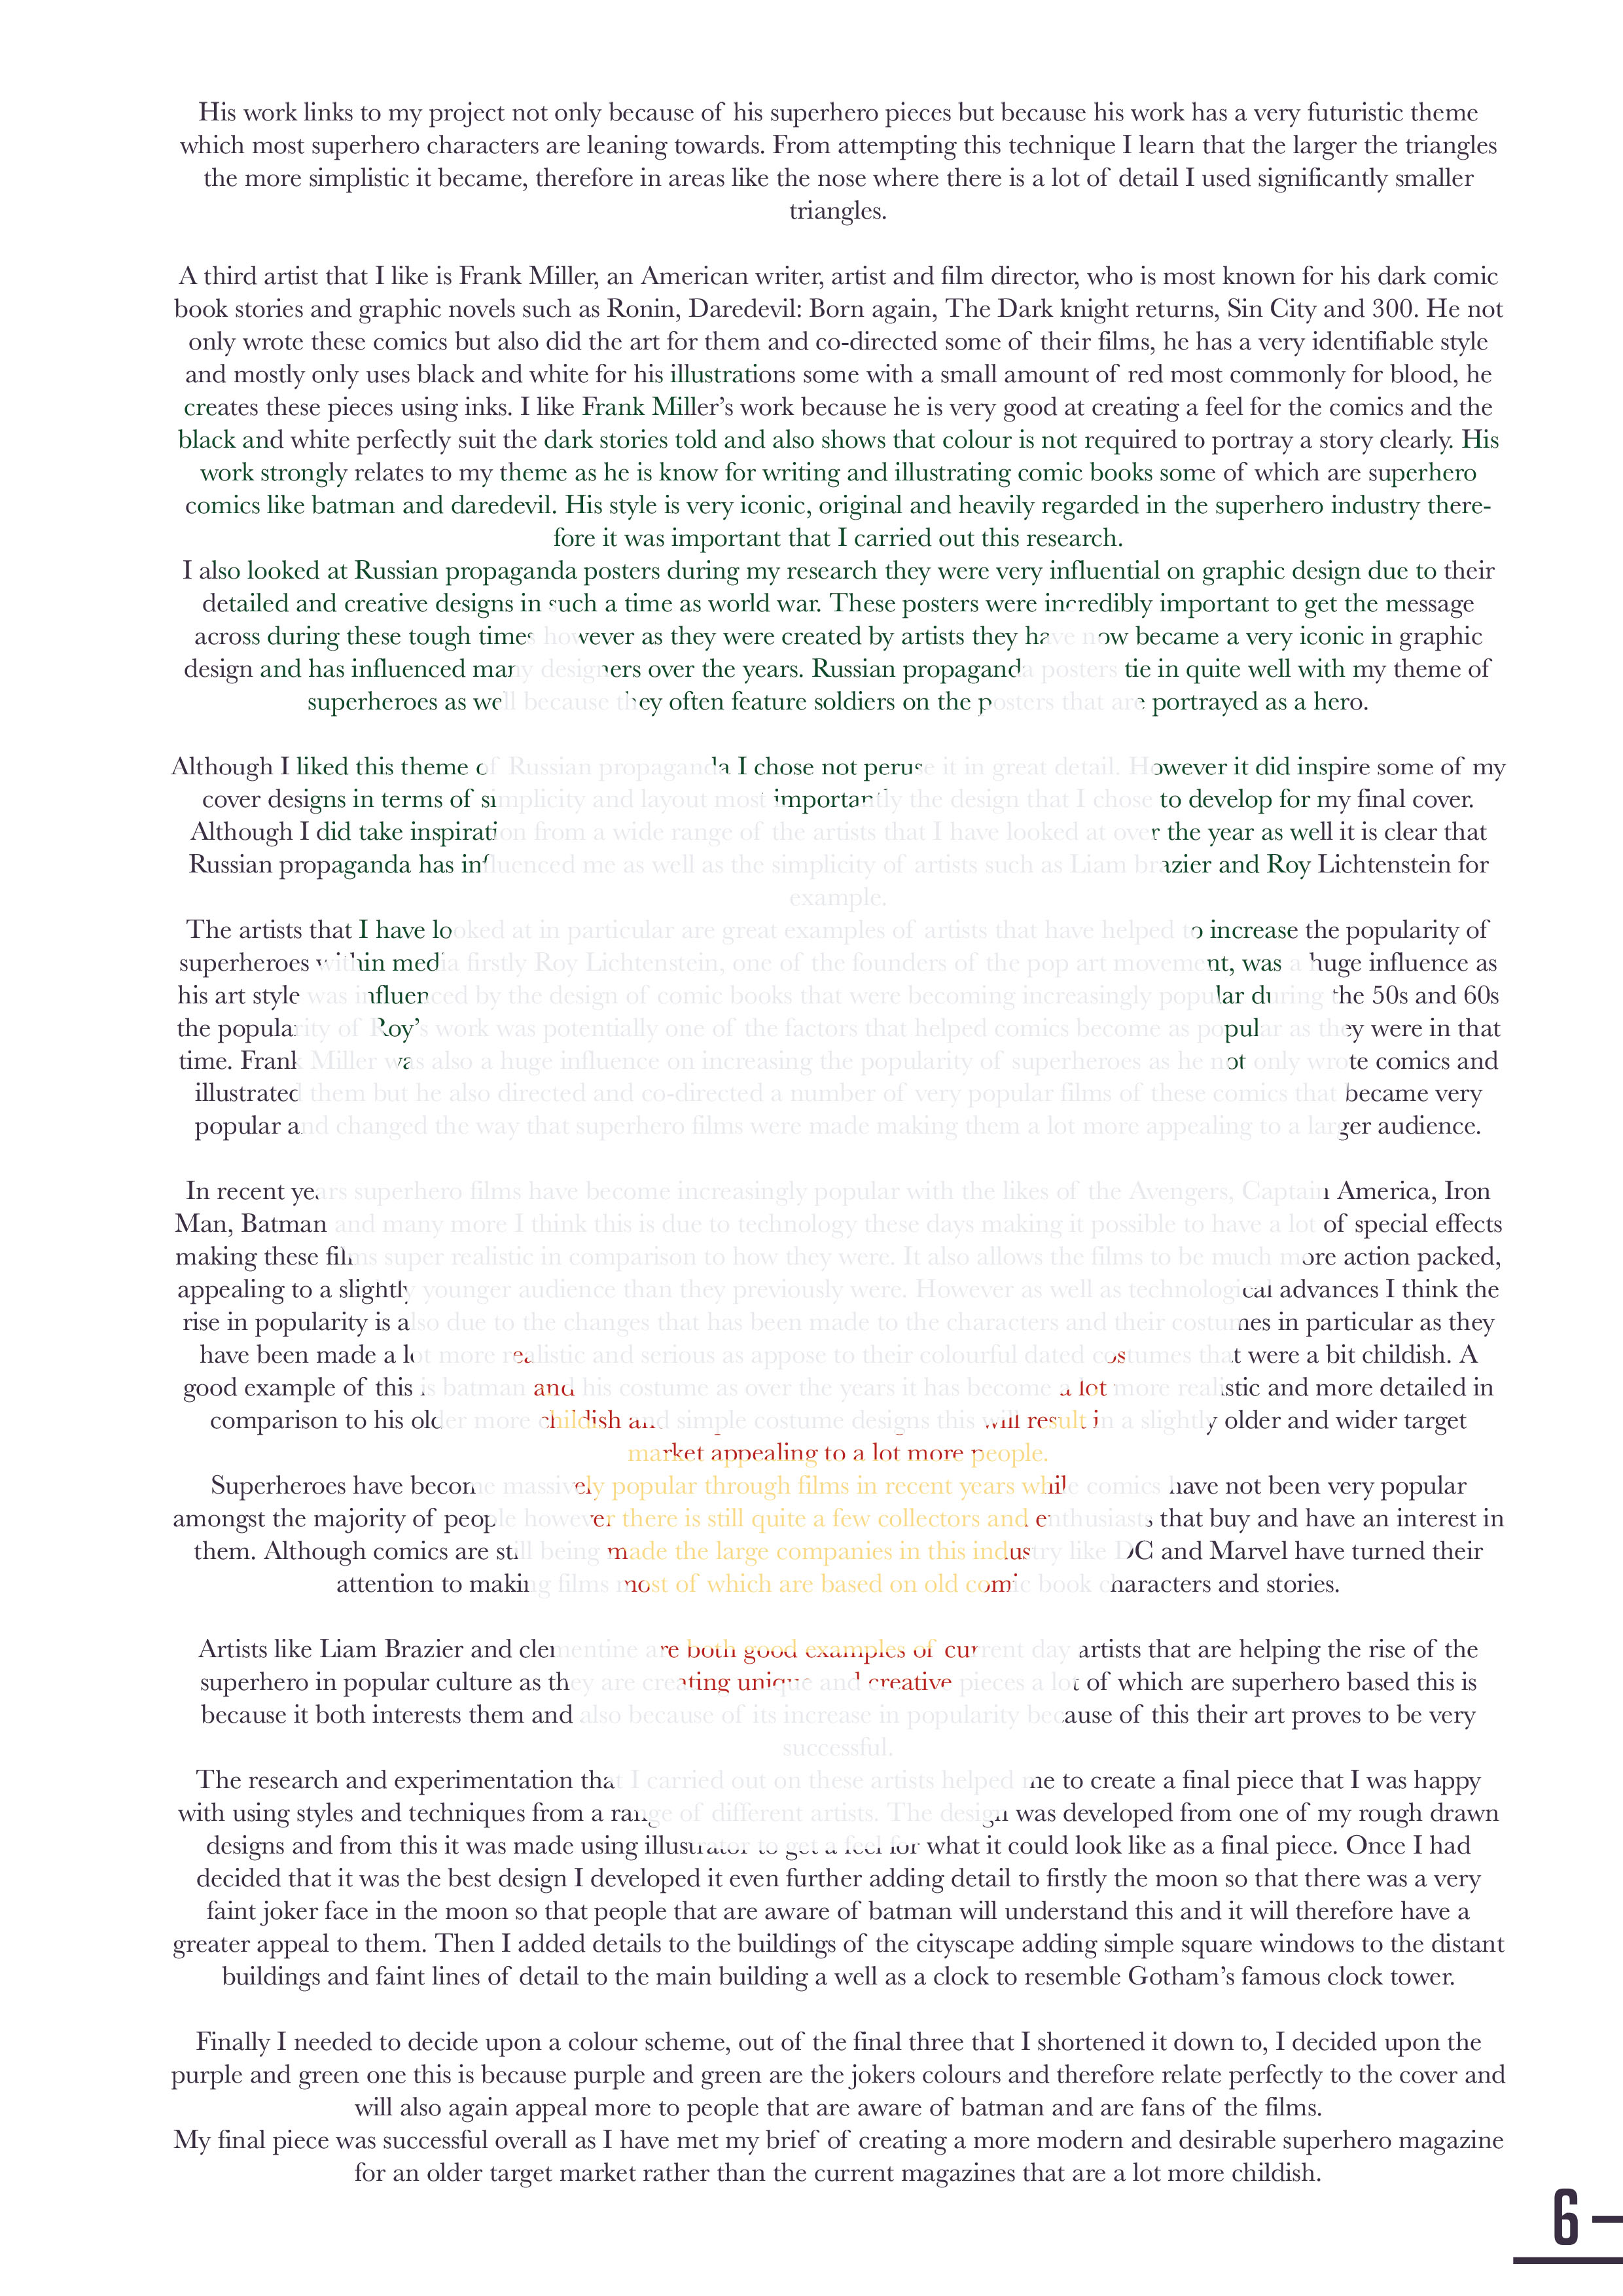 His work links to my project not only because of his superhero pieces but because his work has a very futuristic theme
which most superhero characters are leaning towards. From attempting this technique I learn that the larger the triangles
the more simplistic it became, therefore in areas like the nose where there is a lot of detail I used significantly smaller
triangles.
A third artist that I like is Frank Miller, an American writer, artist and film director, who is most known for his dark comic
book stories and graphic novels such as Ronin, Daredevil: Born again, The Dark knight returns, Sin City and 300. He not
only wrote these comics but also did the art for them and co-directed some of their films, he has a very identifiable style
and mostly only uses black and white for his illustrations some with a small amount of red most commonly for blood, he
creates these pieces using inks. I like Frank Miller's work because he is very good at creating a feel for the comics and the
black and white perfectly suit the dark stories told and also shows that colour is not required to portray a story clearly. His
work strongly relates to my theme as he is know for writing and illustrating comic books some of which are superhero
comics like batman and daredevil. His style is very iconic, original and heavily regarded in the superhero industry there-
fore it was important that I carried out this research.
I also looked at Russian propaganda posters during my research they were very influential on graphic design due to their
detailed and creative designs in such a time as world war. These posters were incredibly important to get the message
across during these tough times however as they were created by artists they have now became a very iconic in graphic
design and has influenced many designers over the years. Russian propaganda posters tie in quite well with my theme of
superheroes as well because they often feature soldiers on the posters that are portrayed as a hero.
Although I liked this theme of Russian propaganda I chose not peruse it in great detail. However it did inspire some of my
cover designs in terms of simplicity and layout most importantly the design that I chose to develop for my final cover.
Although I did take inspiration from a wide range of the artists that I have looked at over the year as well it is clear that
Russian propaganda has influenced me as well as the simplicity of artists such as Liam brazier and Roy Lichtenstein for
example.
The artists that I have looked at in particular are great examples of artists that have helped to increase the popularity of
superheroes within media firstly Roy Lichtenstein, one of the founders of the pop art movement, was a huge influence as
his art style was influenced by the design of comic books that were becoming increasingly popular during the 50s and 60s
the popularity of Roy's work was potentially one of the factors that helped comics become as popular as they were in that
time. Frank Miller was also a huge influence on increasing the popularity of superheroes as he not only wrote comics and
illustrated them but he also directed and co-directed a number of very popular films of these comics that became very
popular and changed the way that superhero films were made making them a lot more appealing to a larger audience.
In recent years superhero films have become increasingly popular with the likes of the Avengers, Captain America, Iron
Man, Batman and many more I think this is due to technology these days making it possible to have a lot of special effects
making these films super realistic in comparison to how they were. It also allows the films to be much more action packed,
appealing to a slightly younger audience than they previously were. However as well as technological advances I think the
rise in popularity is also due to the changes that has been made to the characters and their costumes in particular as they
have been made a lot more realistic and serious as appose to their colourful dated costumes that were a bit childish. A
good example of this is batman and his costume as over the years it has become a lot more realistic and more detailed in
comparison to his older more childish and simple costume designs this will result in a slightly older and wider target
market appealing to a lot more people.
Superheroes have become massively popular through films in recent years while comics have not been very popular
amongst the majority of people however there is still quite a few collectors and enthusiasts that buy and have an interest in
them. Although comics are still being made the large companies in this industry like DC and Marvel have turned their
attention to making films most of which are based on old comic book characters and stories.
Artists like Liam Brazier and clementine are both good examples of current day artists that are helping the rise of the
superhero in popular culture as they are creating unique and creative pieces a lot of which are superhero based this is
because it both interests them and also because of its increase in popularity because of this their art proves to be very
successful.
The research and experimentation that I carried out on these artists helped me to create a final piece that I was happy
with using styles and techniques from a range of different artists. The design was developed from one of my rough drawn
designs and from this it was made using illustrator to get a feel for what it could look like as a final piece. Once I had
decided that it was the best design I developed it even further adding detail to firstly the moon so that there was a very
faint joker face in the moon so that people that are aware of batman will understand this and it will therefore have a
greater appeal to them. Then I added details to the buildings of the cityscape adding simple square windows to the distant
buildings and faint lines of detail to the main building a well as a clock to resemble Gotham's famous clock tower.
Finally I needed to decide upon a colour scheme, out of the final three that I shortened it down to, I decided upon the
purple and green one this is because purple and green are the jokers colours and therefore relate perfectly to the cover and
will also again appeal more to people that are aware of batman and are fans of the films.
My final piece was successful overall as I have met my brief of creating a more modern and desirable superhero magazine
for an older target market rather than the current magazines that are a lot more childish.
6